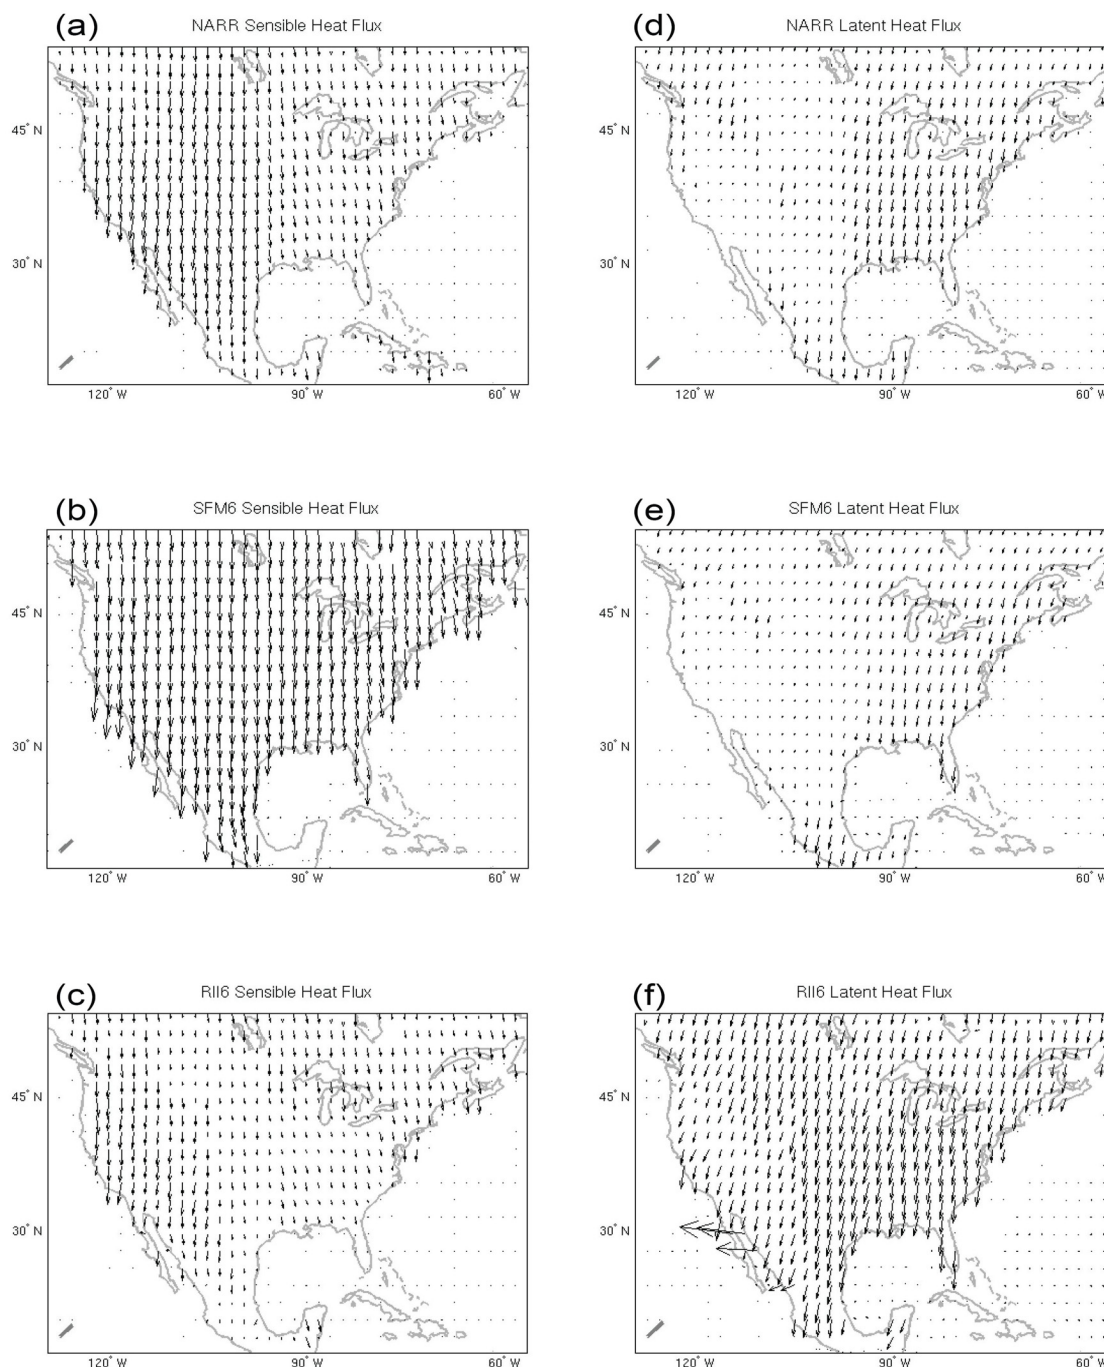 (a) NARR Sensible Heat Flux
45° N
30° N
120° W 90° W 60° W
(d) NARR Latent Heat Flux
45° N
30° N
120° W 90° W 60° W
(b) SFM6 Sensible Heat Flux
45° N
30° N
120° W 90° W 60° W
(e) SFM6 Latent Heat Flux
45° N
30° N
120° W 90° W 60° W
(c) RII6 Sensible Heat Flux
45° N
30° N
120° W 90° W 60° W
(f) RII6 Latent Heat Flux
45° N
30° N
120° W 90° W 60° W